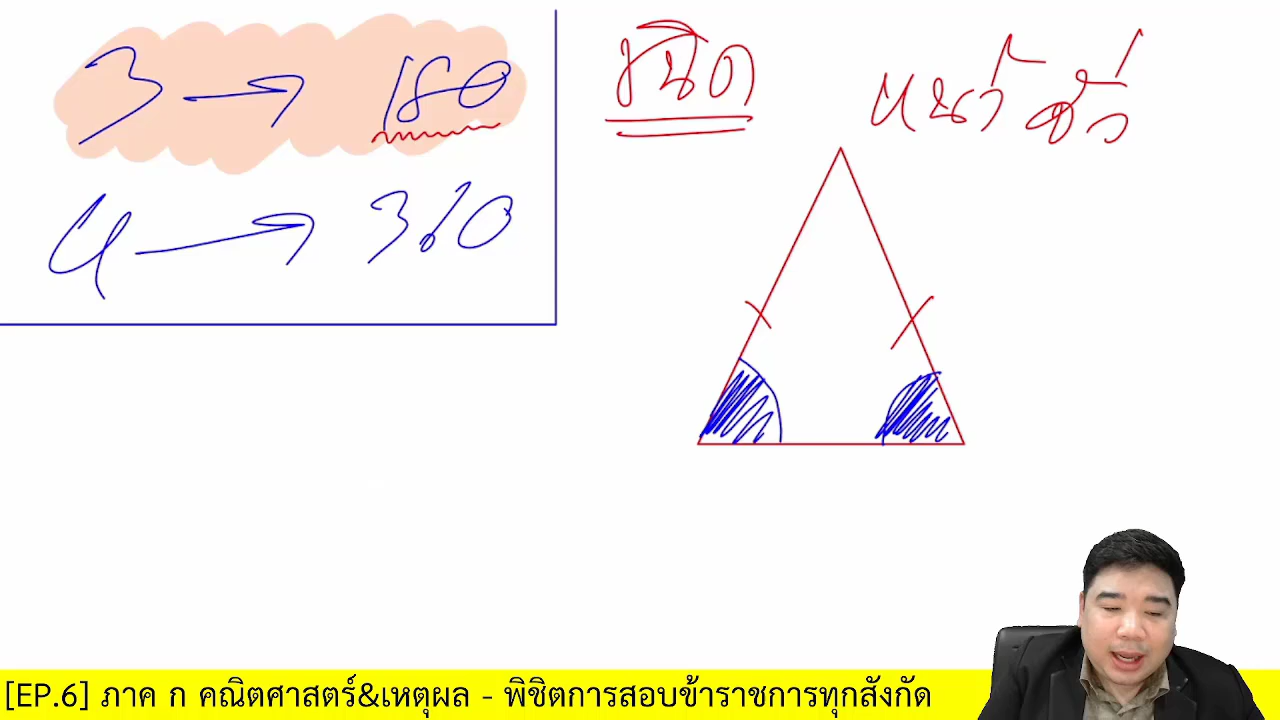 3 → 180
4 → 360
ชนิด
หน้าจั่ว
[EP.6] ภาค ก คณิตศาสตร์&เหตุผล - พิชิตการสอบข้าราชการทุกสังกัด